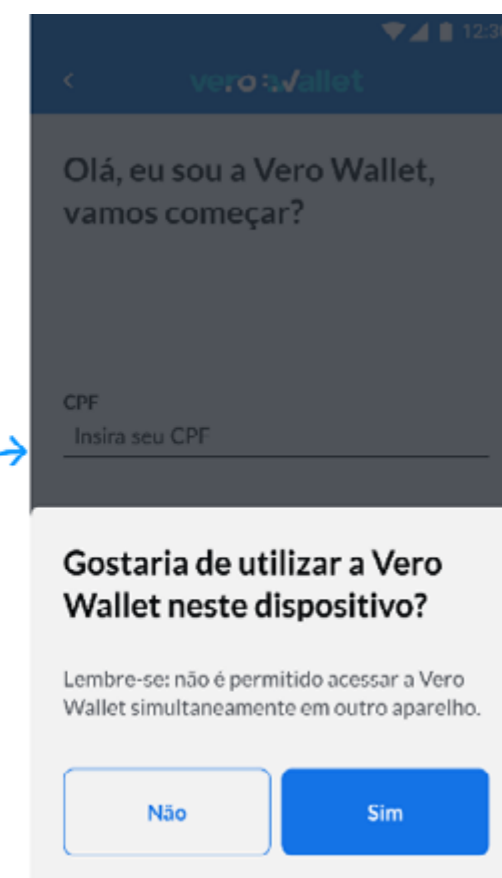 12:30
vero wallet
Olá, eu sou a Vero Wallet,
vamos começar?
CPF
Insira seu CPF
Gostaria de utilizar a Vero
Wallet neste dispositivo?
Lembre-se: não é permitido acessar a Vero
Wallet simultaneamente em outro aparelho.
Não
Sim